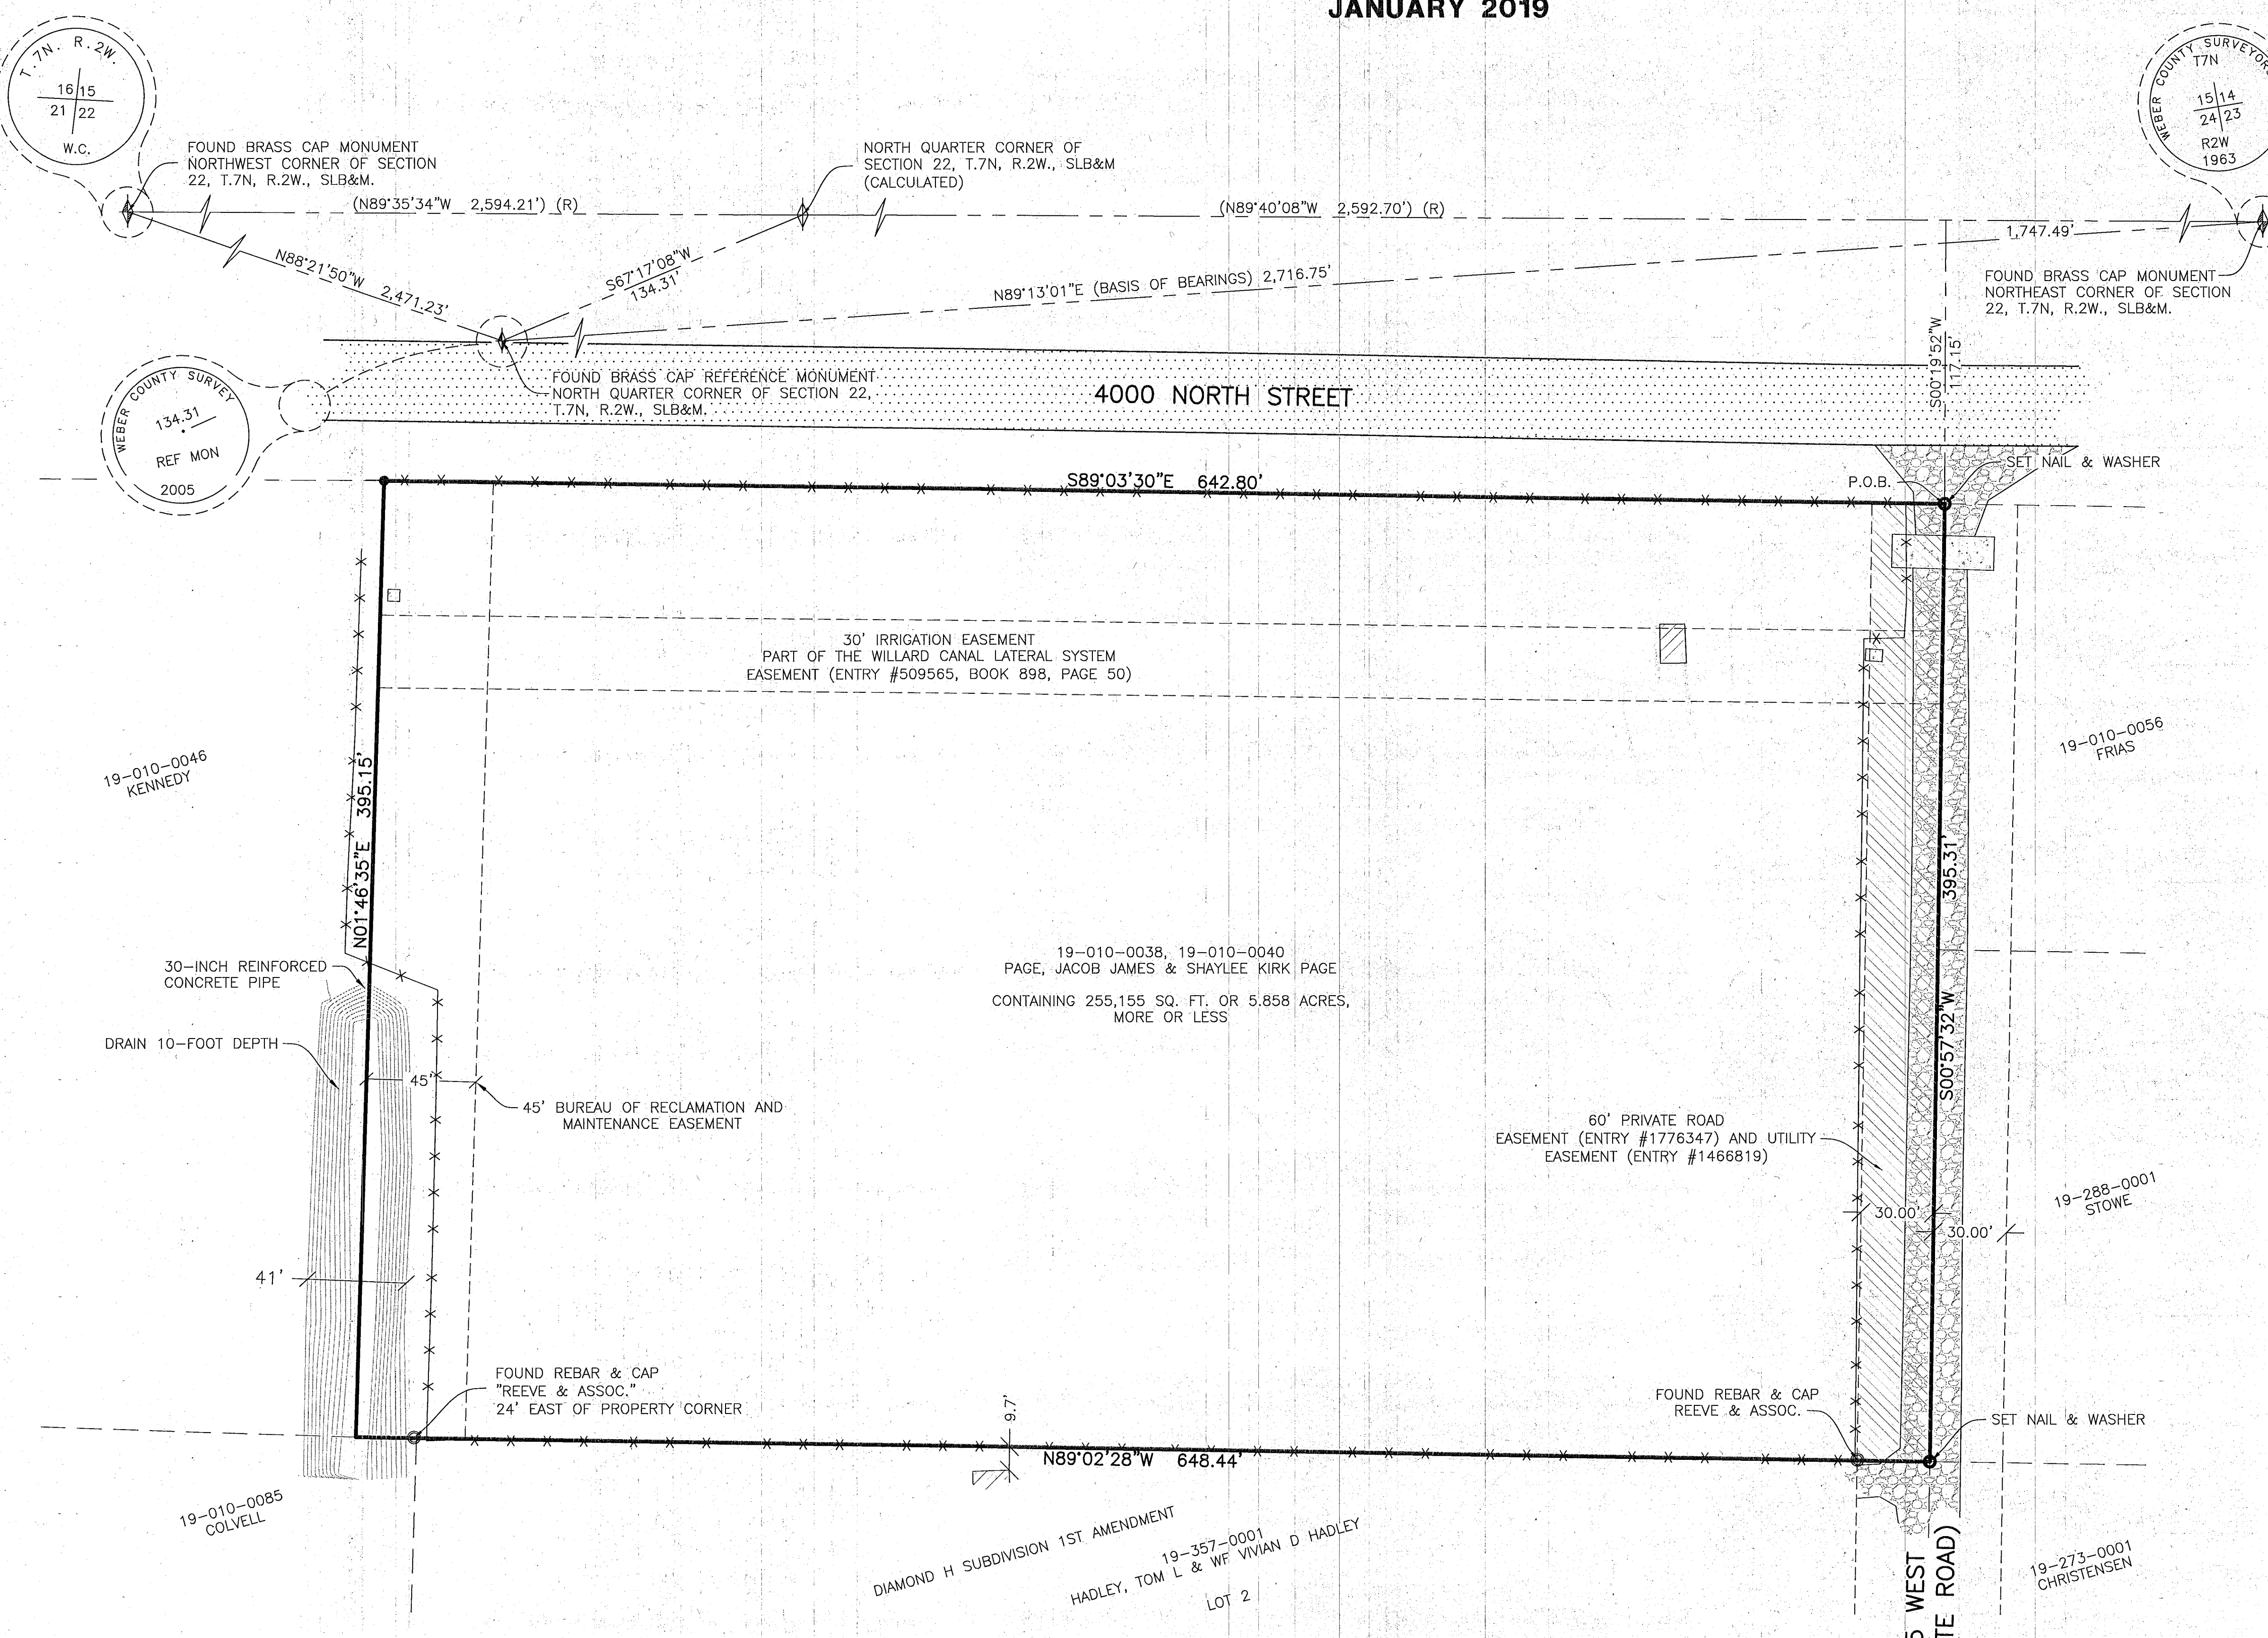 JANUARY 2019
T.7N. R.2W.
16 15
21 22
W.C.
WEBER COUNTY SURVEYOR
T7N
15 14
24 23
R2W
1963
FOUND BRASS CAP MONUMENT
NORTHWEST CORNER OF SECTION
22, T.7N, R.2W., SLB&M.
NORTH QUARTER CORNER OF
SECTION 22, T.7N, R.2W., SLB&M
(CALCULATED)
(N89°35'34"W 2,594.21') (R)
(N89°40'08"W 2,592.70') (R)
1,747.49'
N88°21'50"W 2,471.23'
S67°17'08"W
134.31'
N89°13'01"E (BASIS OF BEARINGS) 2,716.75'
FOUND BRASS CAP MONUMENT
NORTHEAST CORNER OF SECTION
22, T.7N, R.2W., SLB&M.
S00°19'52"W
117.15'
WEBER COUNTY SURVEY
134.31
REF MON
2005
FOUND BRASS CAP REFERENCE MONUMENT
NORTH QUARTER CORNER OF SECTION 22,
T.7N, R.2W., SLB&M.
4000 NORTH STREET
SET NAIL & WASHER
P.O.B.
S89°03'30"E 642.80'
30' IRRIGATION EASEMENT
PART OF THE WILLARD CANAL LATERAL SYSTEM
EASEMENT (ENTRY #509565, BOOK 898, PAGE 50)
19-010-0046
KENNEDY
19-010-0056
FRIAS
N01°46'35"E 395.15'
S00°57'32"W 395.31'
30-INCH REINFORCED
CONCRETE PIPE
DRAIN 10-FOOT DEPTH
19-010-0038, 19-010-0040
PAGE, JACOB JAMES & SHAYLEE KIRK PAGE
CONTAINING 255,155 SQ. FT. OR 5.858 ACRES,
MORE OR LESS
45'
45' BUREAU OF RECLAMATION AND
MAINTENANCE EASEMENT
60' PRIVATE ROAD
EASEMENT (ENTRY #1776347) AND UTILITY
EASEMENT (ENTRY #1466819)
19-288-0001
STOWE
30.00'
30.00'
41'
FOUND REBAR & CAP
"REEVE & ASSOC."
24' EAST OF PROPERTY CORNER
9.7'
FOUND REBAR & CAP
REEVE & ASSOC.
SET NAIL & WASHER
N89°02'28"W 648.44'
19-010-0085
COLVELL
DIAMOND H SUBDIVISION 1ST AMENDMENT
19-357-0001
HADLEY, TOM L & WF VIVIAN D HADLEY
LOT 2
19-273-0001
CHRISTENSEN
WEST
ROAD)